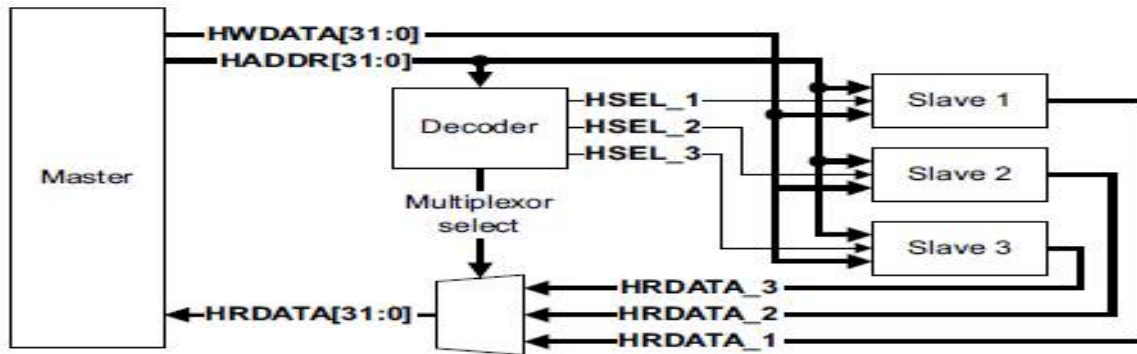 HWDATA[31:0]
HADDR[31:0]
Master
Decoder
HSEL_1
HSEL_2
HSEL_3
Slave 1
Slave 2
Slave 3
Multiplexor
select
HRDATA_3
HRDATA[31:0]
HRDATA_2
HRDATA_1